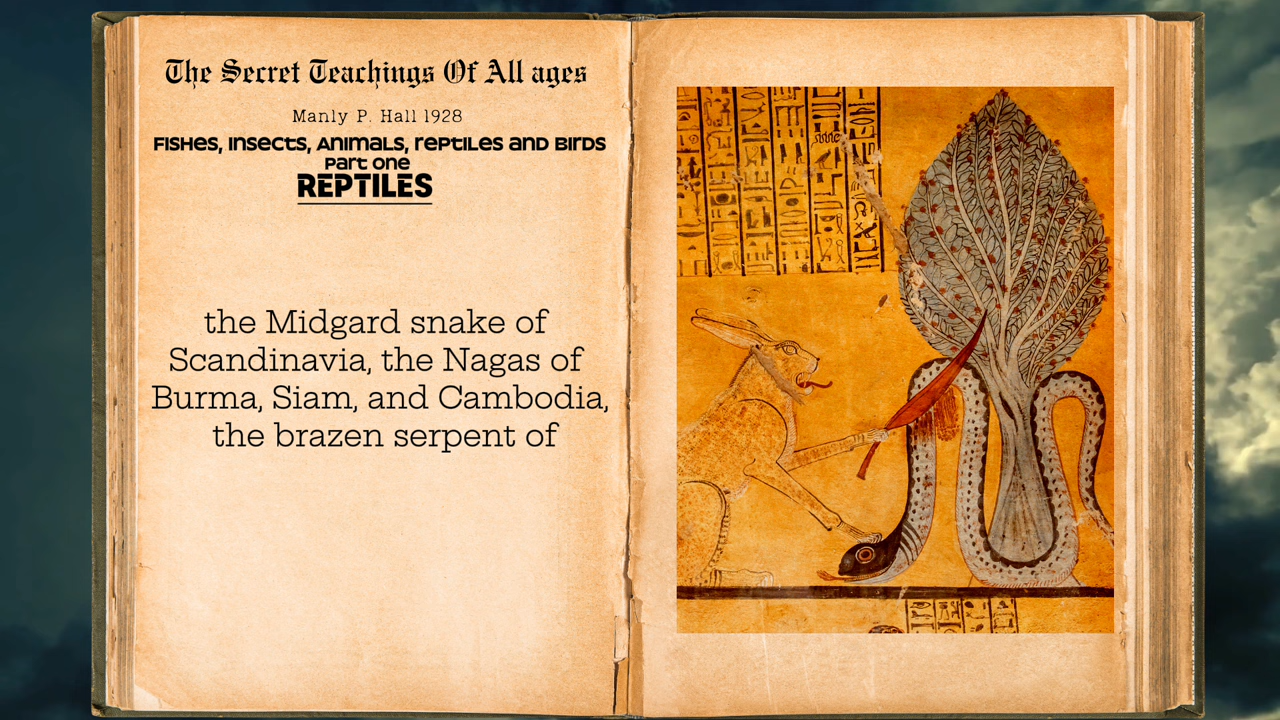 The Secret Teachings Of All ages
Manly P. Hall 1928
Fishes, Insects, Animals, reptiles and Birds
Part one
REPTILES
the Midgard snake of
Scandinavia, the Nagas of
Burma, Siam, and Cambodia,
the brazen serpent of